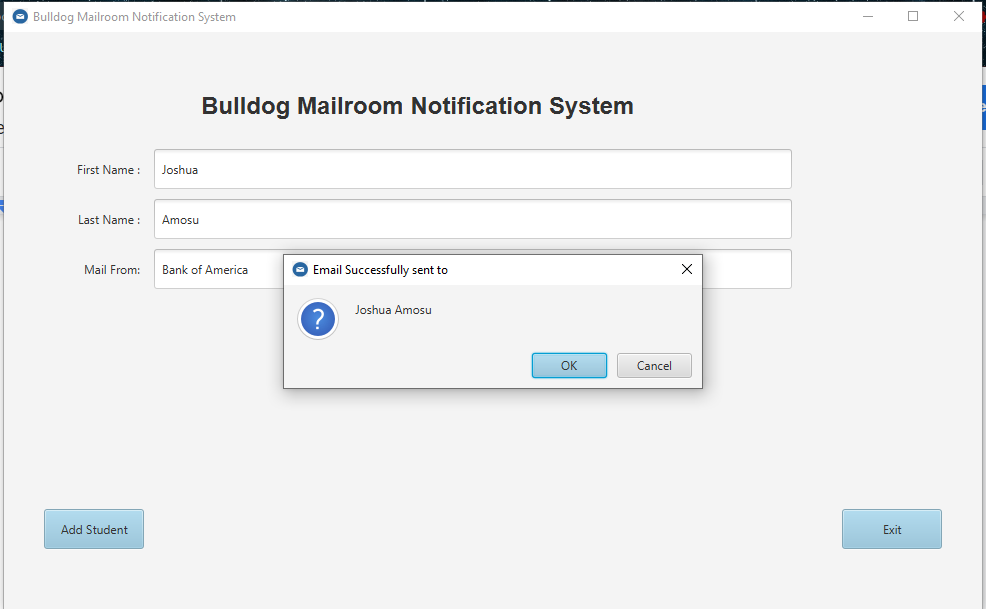 Bulldog Mailroom Notification System
Bulldog Mailroom Notification System
First Name : Joshua
Last Name : Amosu
Mail From: Bank of America
Email Successfully sent to
?
Joshua Amosu
OK Cancel
Add Student Exit